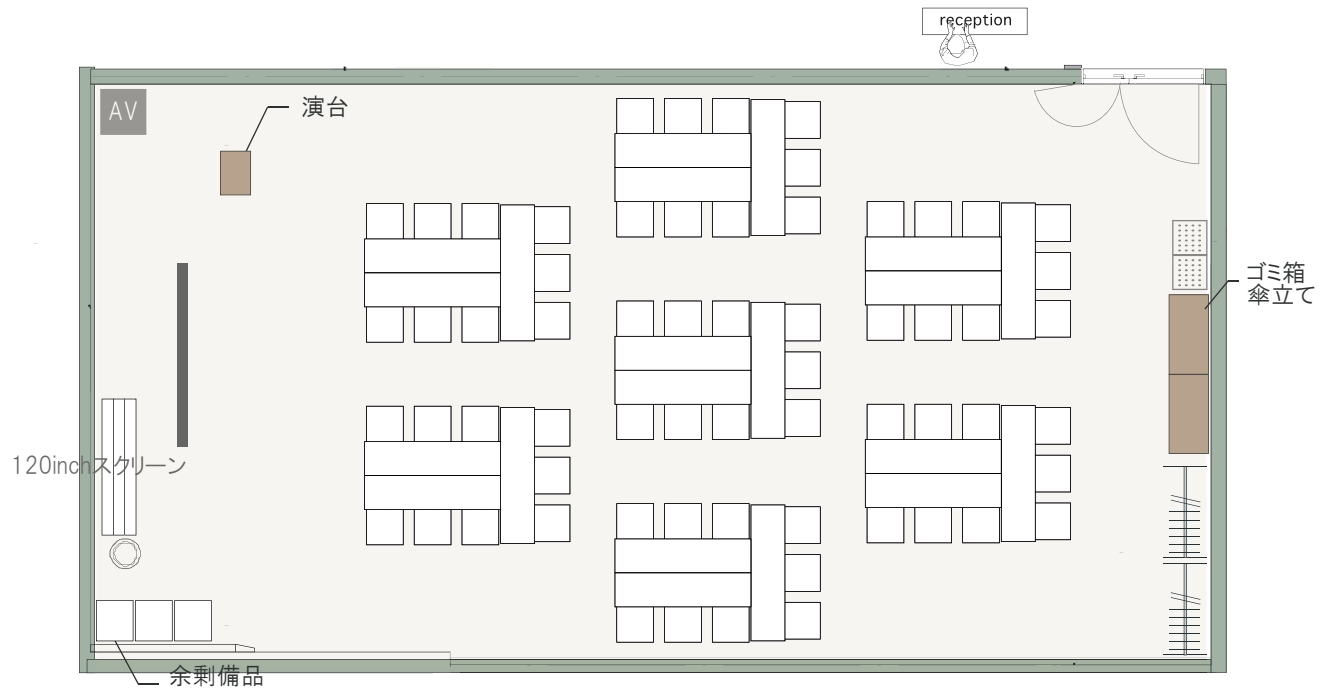 reception
AV
演台
ゴミ箱
傘立て
120inchスクリーン
余剰備品